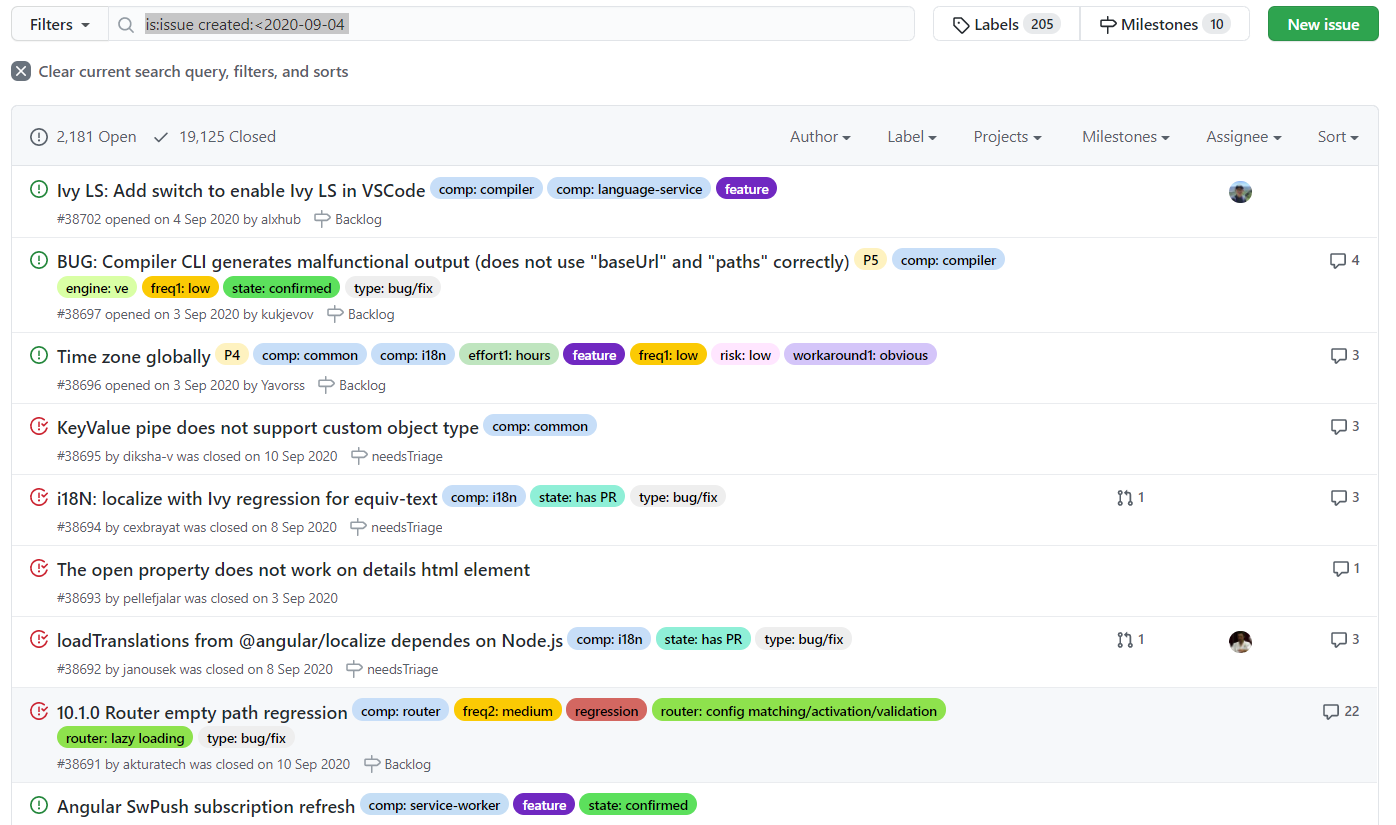 Filters is:issue created:<2020-09-04 Labels 205 Milestones 10 New issue
Clear current search query, filters, and sorts
2,181 Open 19,125 Closed Author Label Projects Milestones Assignee Sort
Ivy LS: Add switch to enable Ivy LS in VSCode comp: compiler comp: language-service feature
#38702 opened on 4 Sep 2020 by alxhub Backlog
BUG: Compiler CLI generates malfunctional output (does not use "baseUrl" and "paths" correctly) P5 comp: compiler 4
engine: ve freq1: low state: confirmed type: bug/fix
#38697 opened on 3 Sep 2020 by kukjevov Backlog
Time zone globally P4 comp: common comp: i18n effort1: hours feature freq1: low risk: low workaround1: obvious 3
#38696 opened on 3 Sep 2020 by Yavorss Backlog
KeyValue pipe does not support custom object type comp: common 3
#38695 by diksha-v was closed on 10 Sep 2020 needsTriage
i18N: localize with Ivy regression for equiv-text comp: i18n state: has PR type: bug/fix 1 3
#38694 by cexbrayat was closed on 8 Sep 2020 needsTriage
The open property does not work on details html element 1
#38693 by pellefjalar was closed on 3 Sep 2020
loadTranslations from @angular/localize dependes on Node.js comp: i18n state: has PR type: bug/fix 1 3
#38692 by janousek was closed on 8 Sep 2020 needsTriage
10.1.0 Router empty path regression comp: router freq2: medium regression router: config matching/activation/validation 22
router: lazy loading type: bug/fix
#38691 by akturatech was closed on 10 Sep 2020 Backlog
Angular SwPush subscription refresh comp: service-worker feature state: confirmed